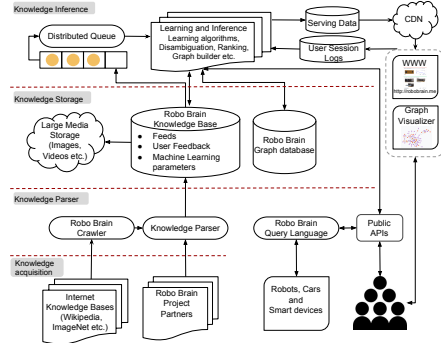 Knowledge Inference
Distributed Queue
Learning and Inference
Learning algorithms,
Disambiguation, Ranking,
Graph builder etc.
Serving Data
CDN
User Session
Logs
WWW
http://robobrain.me
Graph
Visualizer
Knowledge Storage
Large Media
Storage
(Images,
Videos etc.)
Robo Brain
Knowledge Base
● Feeds
● User Feedback
● Machine Learning
parameters
Robo Brain
Graph database
Knowledge Parser
Robo Brain
Crawler
Knowledge Parser
Robo Brain
Query Language
Public
APIs
Knowledge
acquisition
Internet
Knowledge Bases
(Wikipedia,
ImageNet etc.)
Robo Brain
Project
Partners
Robots, Cars
and
Smart devices